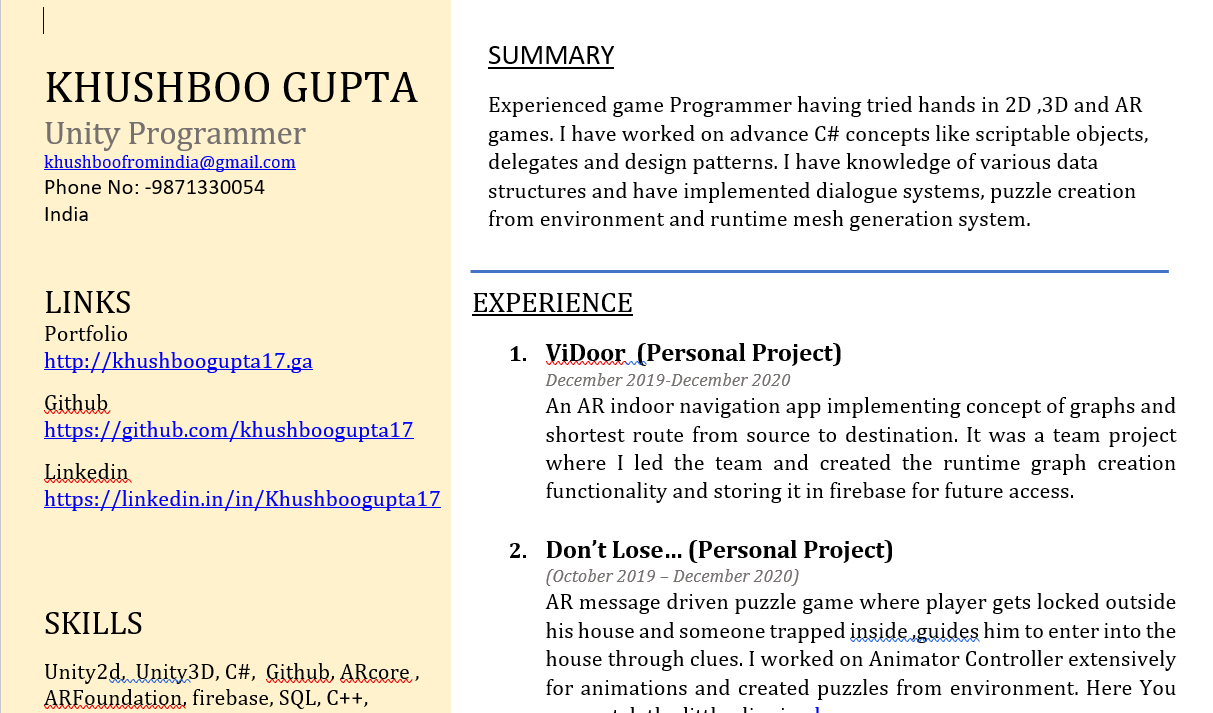 KHUSHBOO GUPTA
Unity Programmer
khushboofromindia@gmail.com
Phone No: -9871330054
India
LINKS
Portfolio
http://khushboogupta17.ga
Github
https://github.com/khushboogupta17
Linkedin
https://linkedin.in/in/Khushboogupta17
SKILLS
Unity2d, Unity3D, C#, Github, ARcore ,
ARFoundation, firebase, SQL, C++,
SUMMARY
Experienced game Programmer having tried hands in 2D ,3D and AR
games. I have worked on advance C# concepts like scriptable objects,
delegates and design patterns. I have knowledge of various data
structures and have implemented dialogue systems, puzzle creation
from environment and runtime mesh generation system.
EXPERIENCE
1. ViDoor (Personal Project)
December 2019-December 2020
An AR indoor navigation app implementing concept of graphs and
shortest route from source to destination. It was a team project
where I led the team and created the runtime graph creation
functionality and storing it in firebase for future access.
2. Don’t Lose… (Personal Project)
(October 2019 – December 2020)
AR message driven puzzle game where player gets locked outside
his house and someone trapped inside ,guides him to enter into the
house through clues. I worked on Animator Controller extensively
for animations and created puzzles from environment. Here You